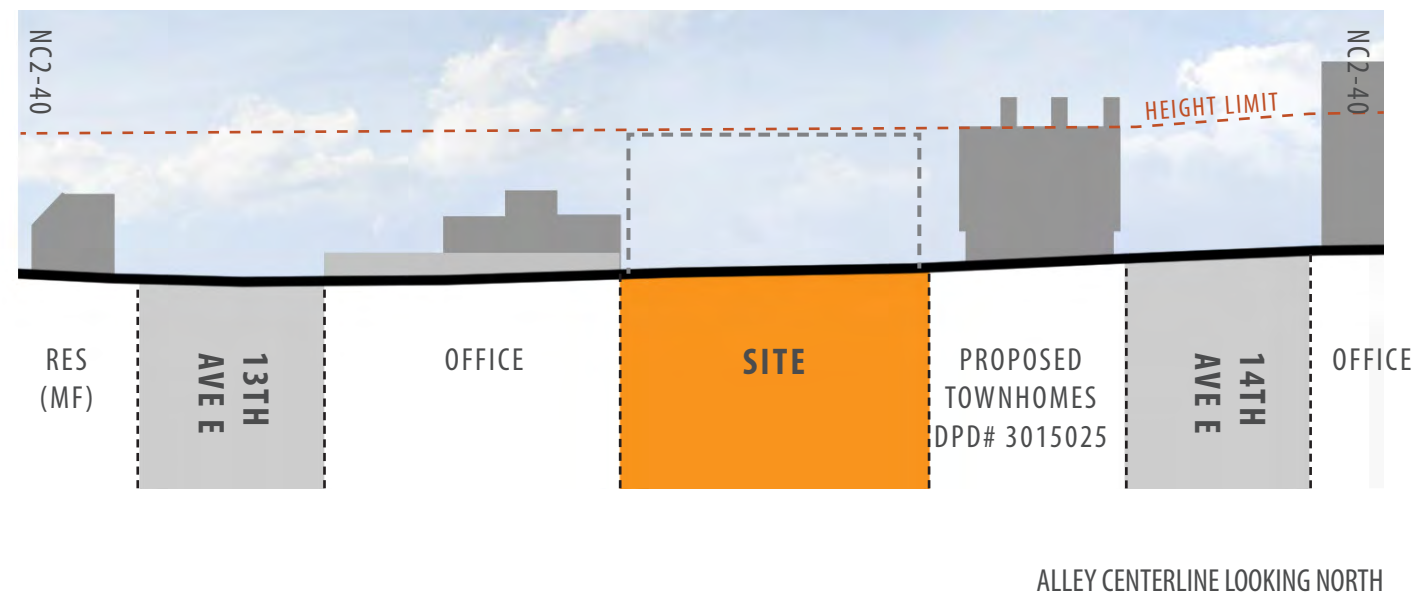 NC2-40
NC2-40
HEIGHT LIMIT
RES
(MF)
13TH
AVE E
OFFICE
SITE
PROPOSED
TOWNHOMES
DPD# 3015025
14TH
AVE E
OFFICE
ALLEY CENTERLINE LOOKING NORTH